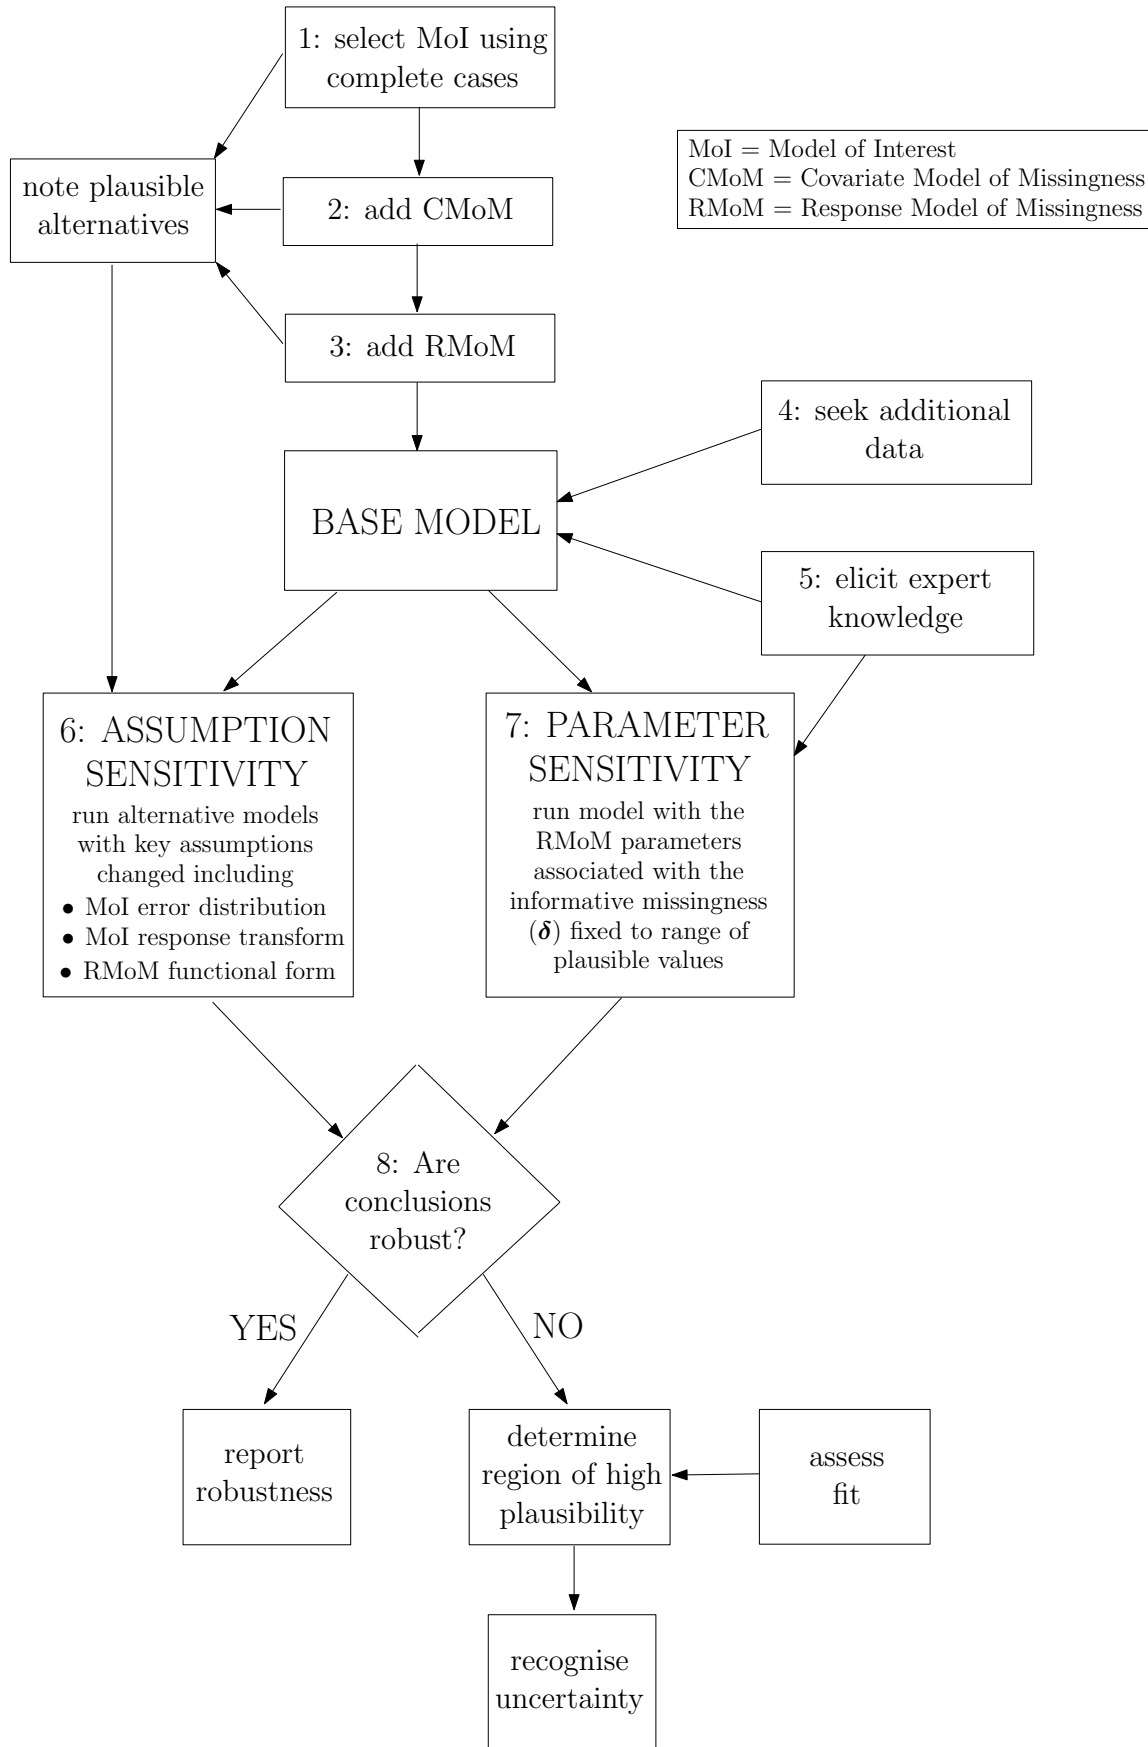 1: select MoI using
complete cases
MoI = Model of Interest
CMoM = Covariate Model of Missingness
RMoM = Response Model of Missingness
note plausible
alternatives
2: add CMoM
3: add RMoM
4: seek additional
data
BASE MODEL
5: elicit expert
knowledge
6: ASSUMPTION
SENSITIVITY
run alternative models
with key assumptions
changed including
• MoI error distribution
• MoI response transform
• RMoM functional form
7: PARAMETER
SENSITIVITY
run model with the
RMoM parameters
associated with the
informative missingness
(δ) fixed to range of
plausible values
8: Are
conclusions
robust?
YES
NO
report
robustness
determine
region of high
plausibility
assess
fit
recognise
uncertainty